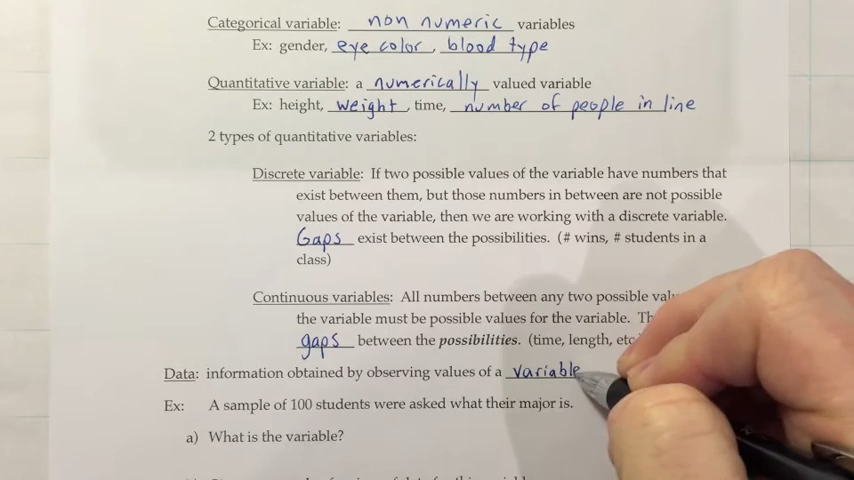 Categorical variable: non numeric variables
Ex: gender, eye color, blood type
Quantitative variable: a numerically valued variable
Ex: height, weight, time, number of people in line
2 types of quantitative variables:
Discrete variable: If two possible values of the variable have numbers that
exist between them, but those numbers in between are not possible
values of the variable, then we are working with a discrete variable.
Gaps exist between the possibilities. (# wins, # students in a
class)
Continuous variables: All numbers between any two possible
the variable must be possible values for the variable.
gaps between the possibilities. (time, length, etc
Data: information obtained by observing values of a variable
Ex: A sample of 100 students were asked what their major is.
a) What is the variable?